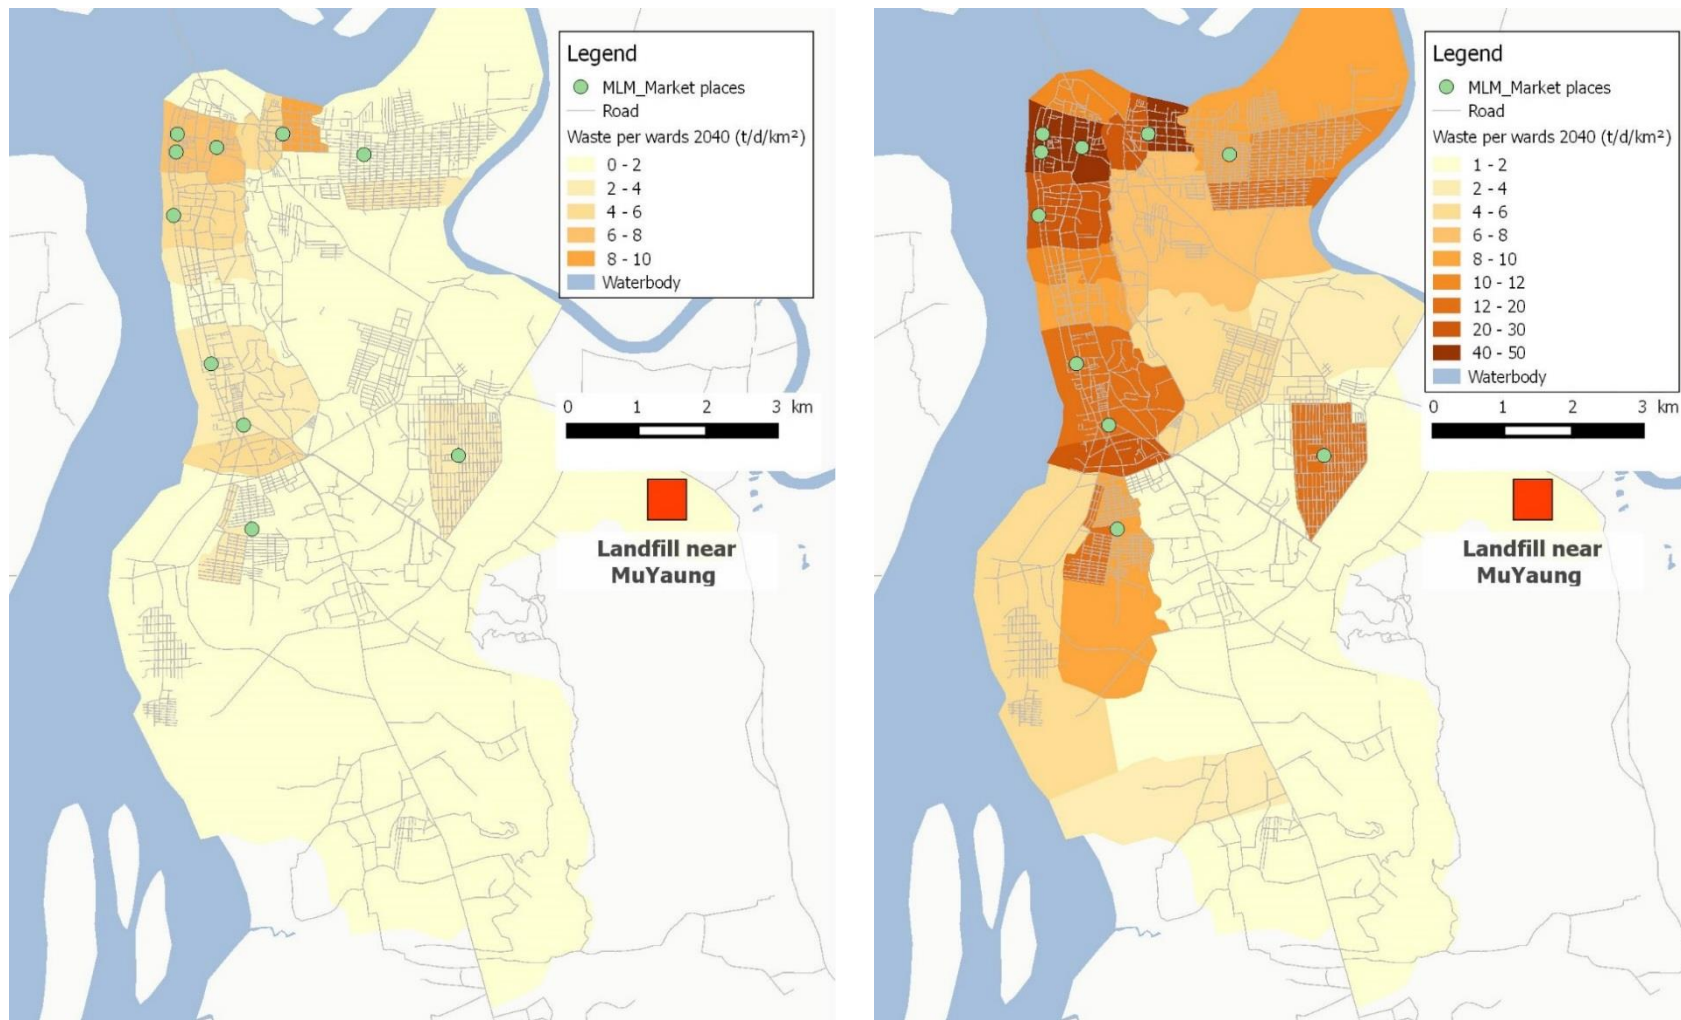 Legend
MLM_Market places
Road
Waste per wards 2040 (t/d/km²)
0 - 2
2 - 4
4 - 6
6 - 8
8 - 10
Waterbody
0 1 2 3 km
Landfill near
MuYaung
Legend
MLM_Market places
Road
Waste per wards 2040 (t/d/km²)
1 - 2
2 - 4
4 - 6
6 - 8
8 - 10
10 - 12
12 - 20
20 - 30
40 - 50
Waterbody
0 1 2 3 km
Landfill near
MuYaung